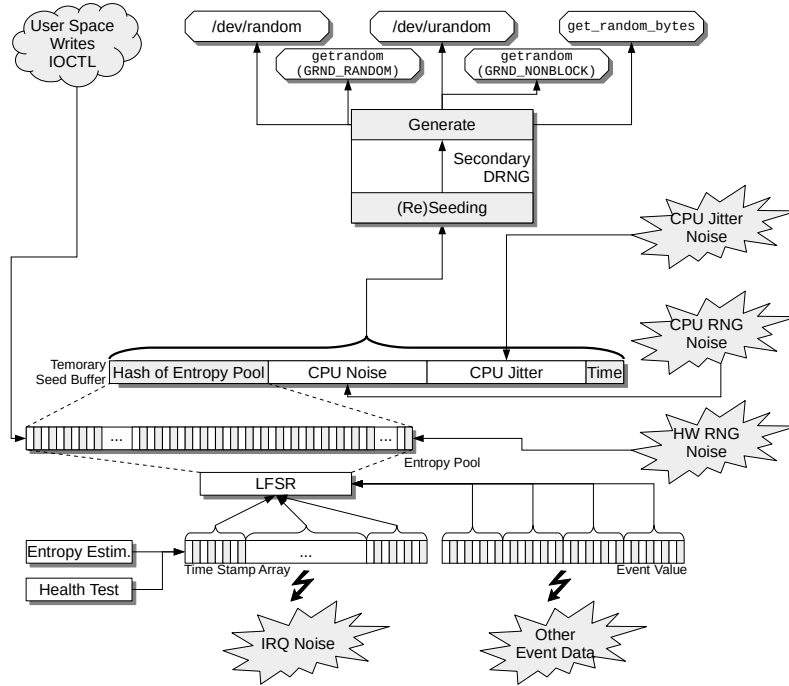 User Space
Writes
IOCTL
/dev/random
/dev/urandom
get_random_bytes
getrandom
(GRND_RANDOM)
getrandom
(GRND_NONBLOCK)
Generate
Secondary
DRNG
(Re)Seeding
CPU Jitter
Noise
CPU RNG
Noise
Temorary
Seed Buffer
Hash of Entropy Pool
CPU Noise
CPU Jitter
Time
...
...
HW RNG
Noise
Entropy Pool
LFSR
Entropy Estim.
...
Health Test
Time Stamp Array
Event Value
IRQ Noise
Other
Event Data